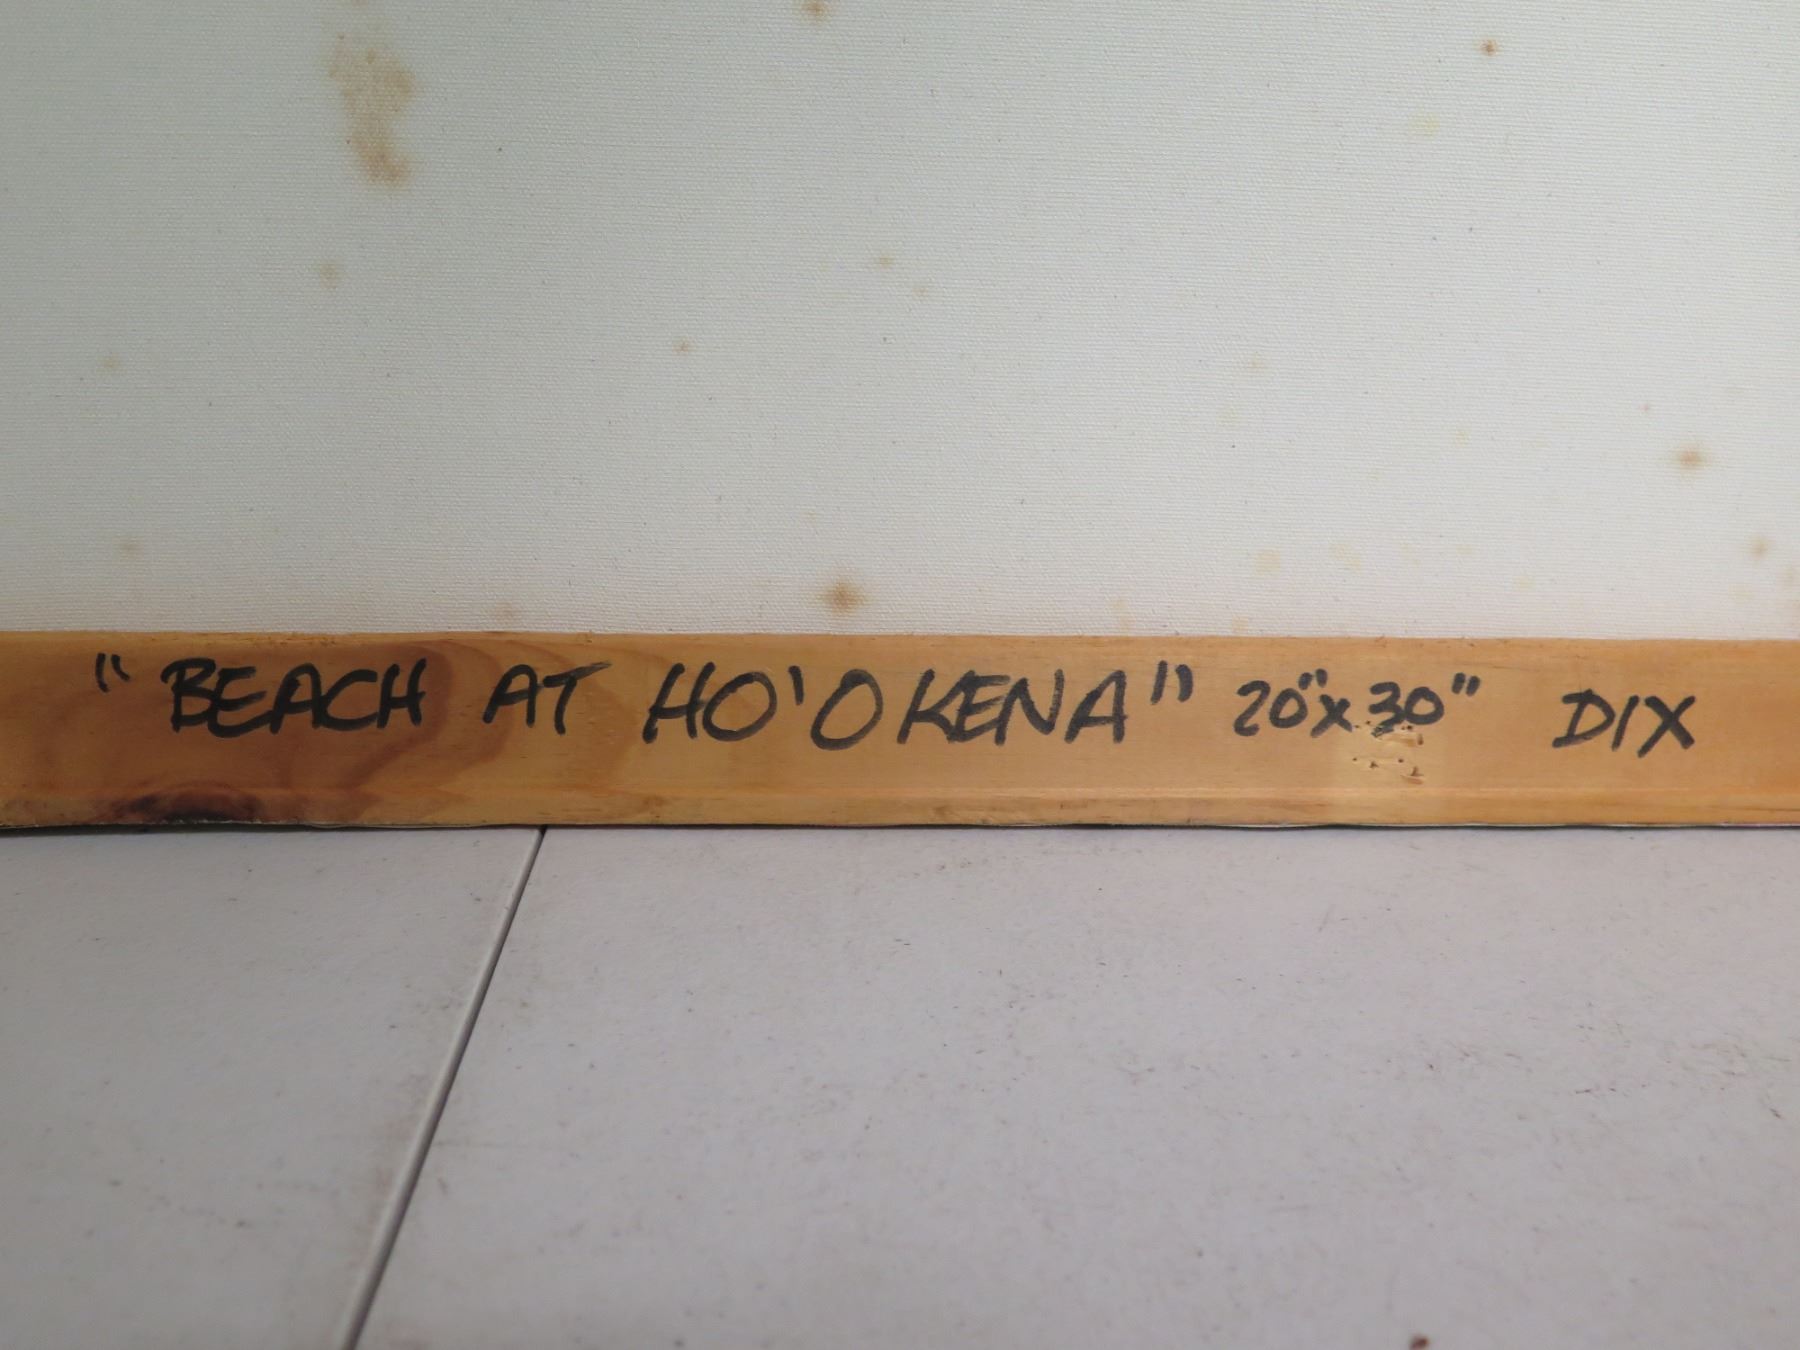 "BEACH AT HO'OKENA" 20"x30" DIX